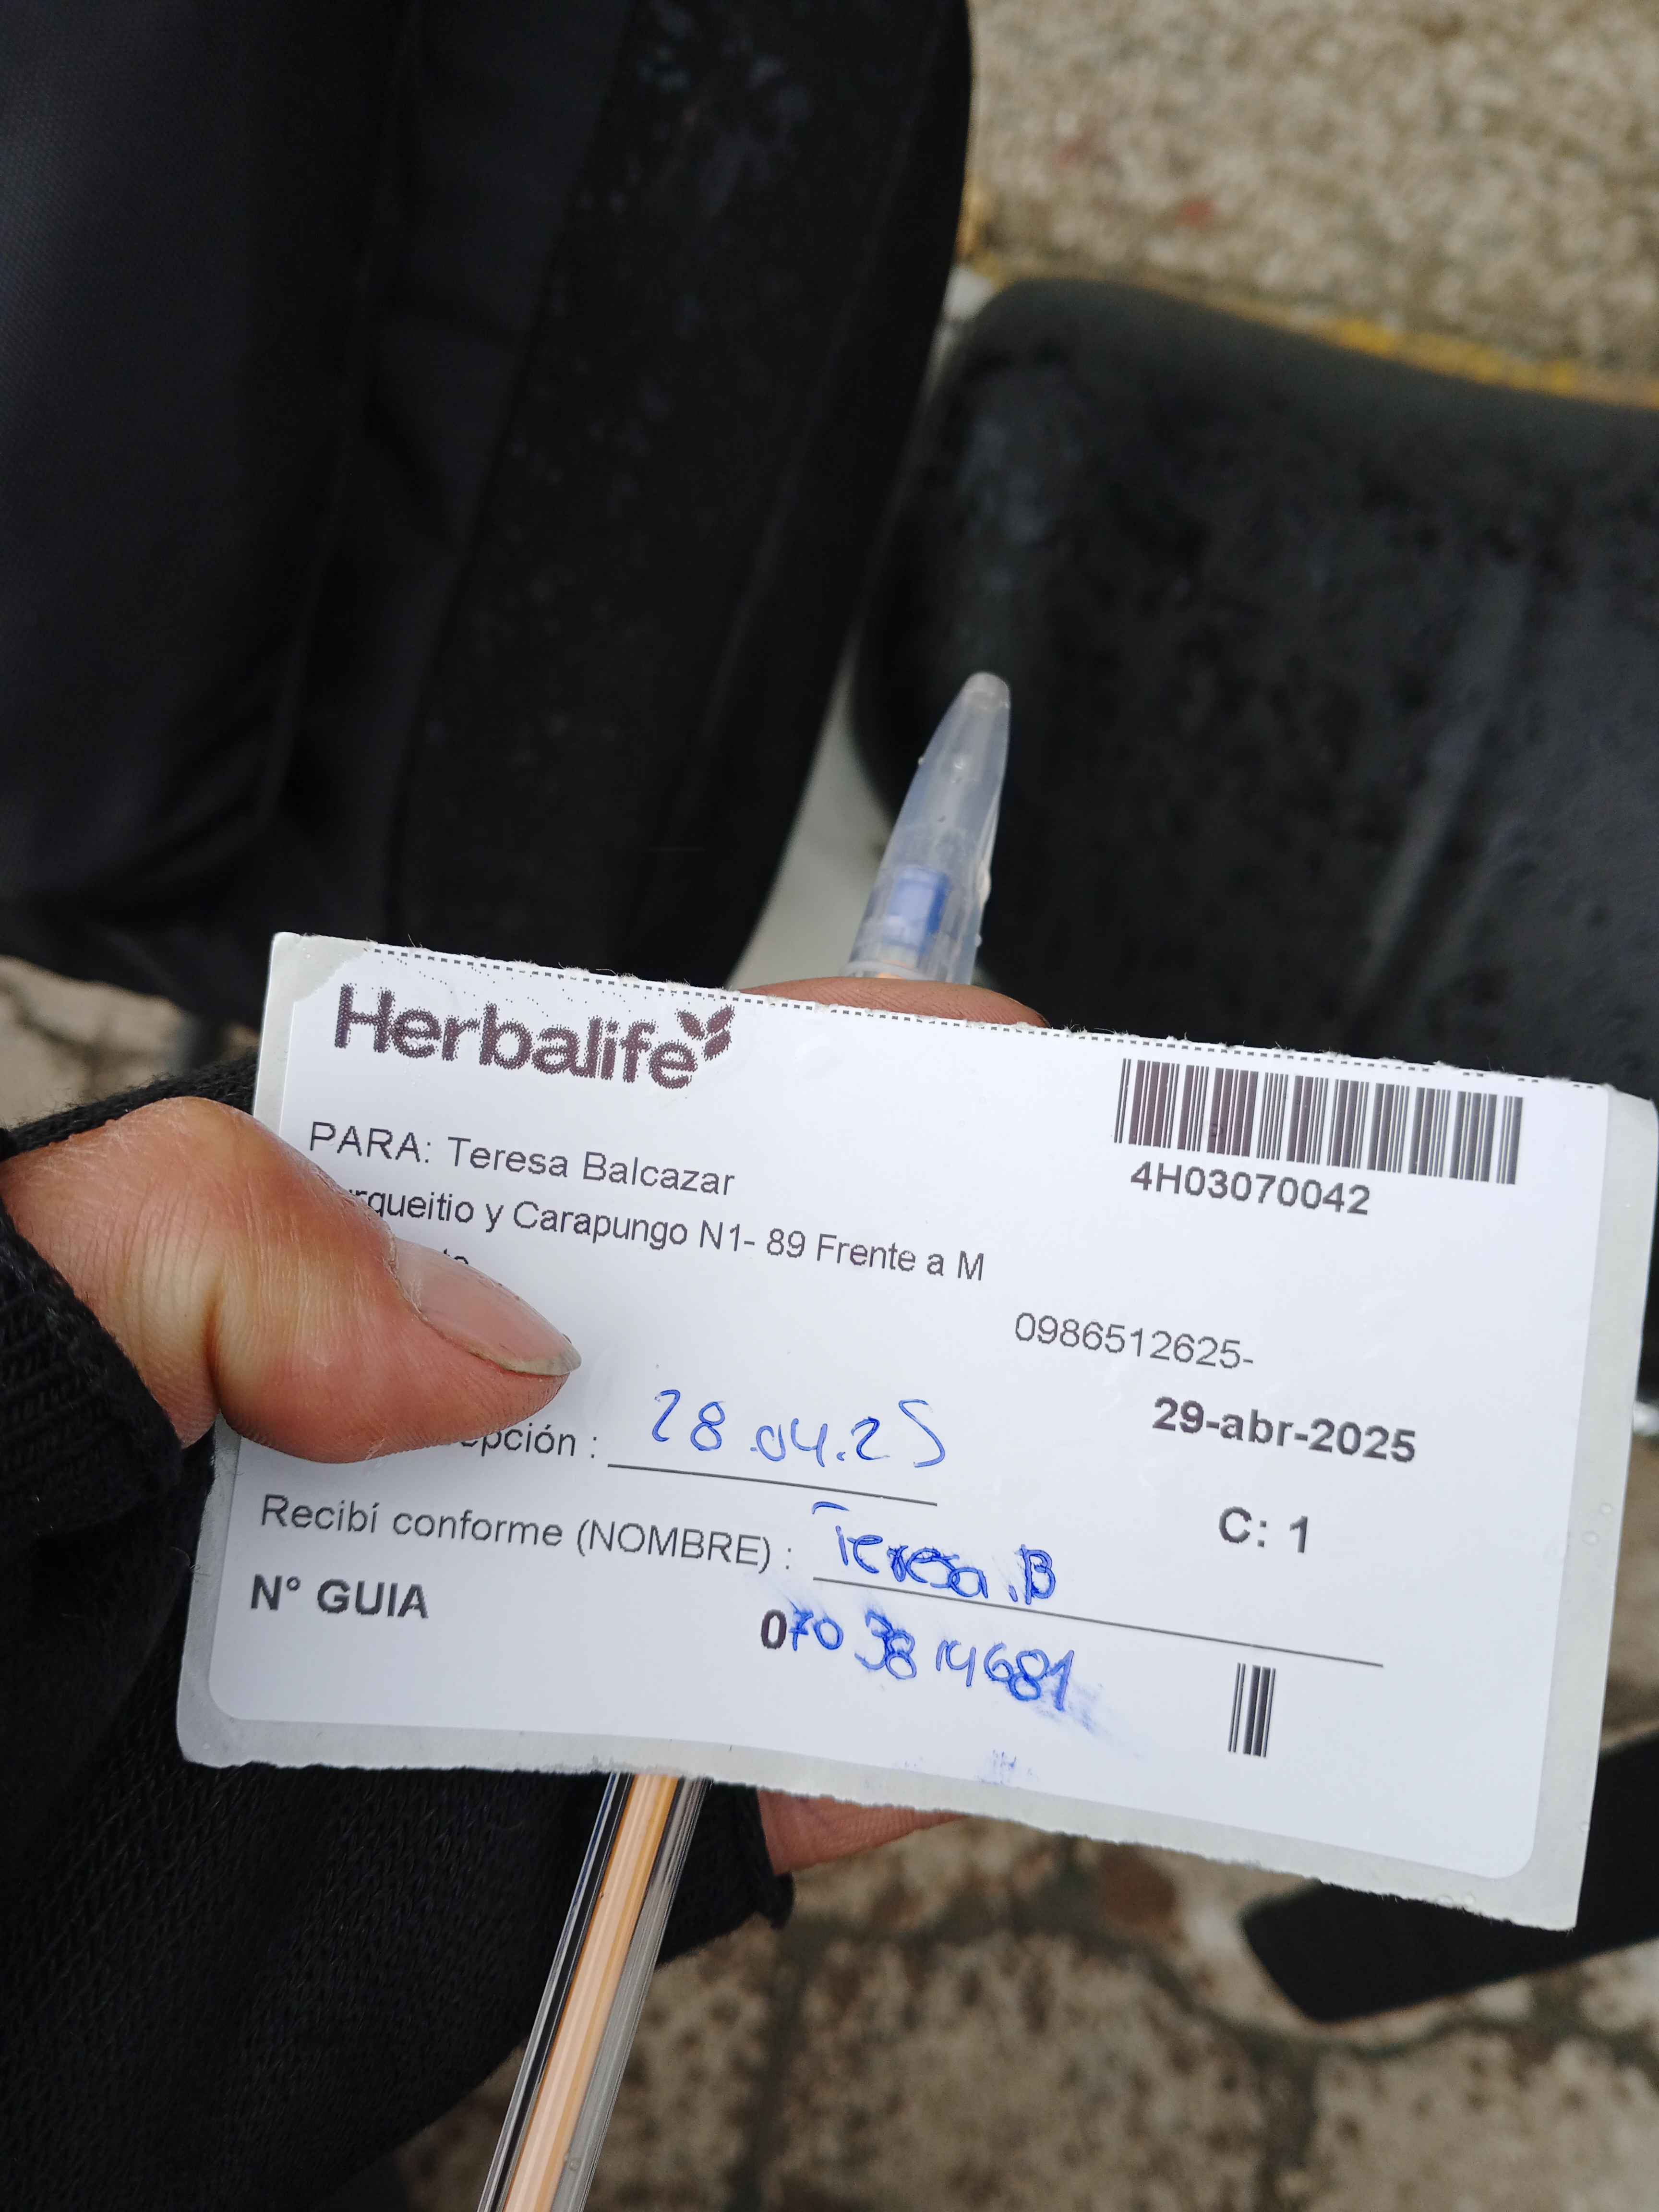 Herbalife
4H03070042
PARA: Teresa Balcazar
y Carapungo N1- 89 Frente a M
0986512625-
29-abr-2025
28.04.25
C: 1
Recibí conforme (NOMBRE) : Teresa.B
N° GUIA 0703814681